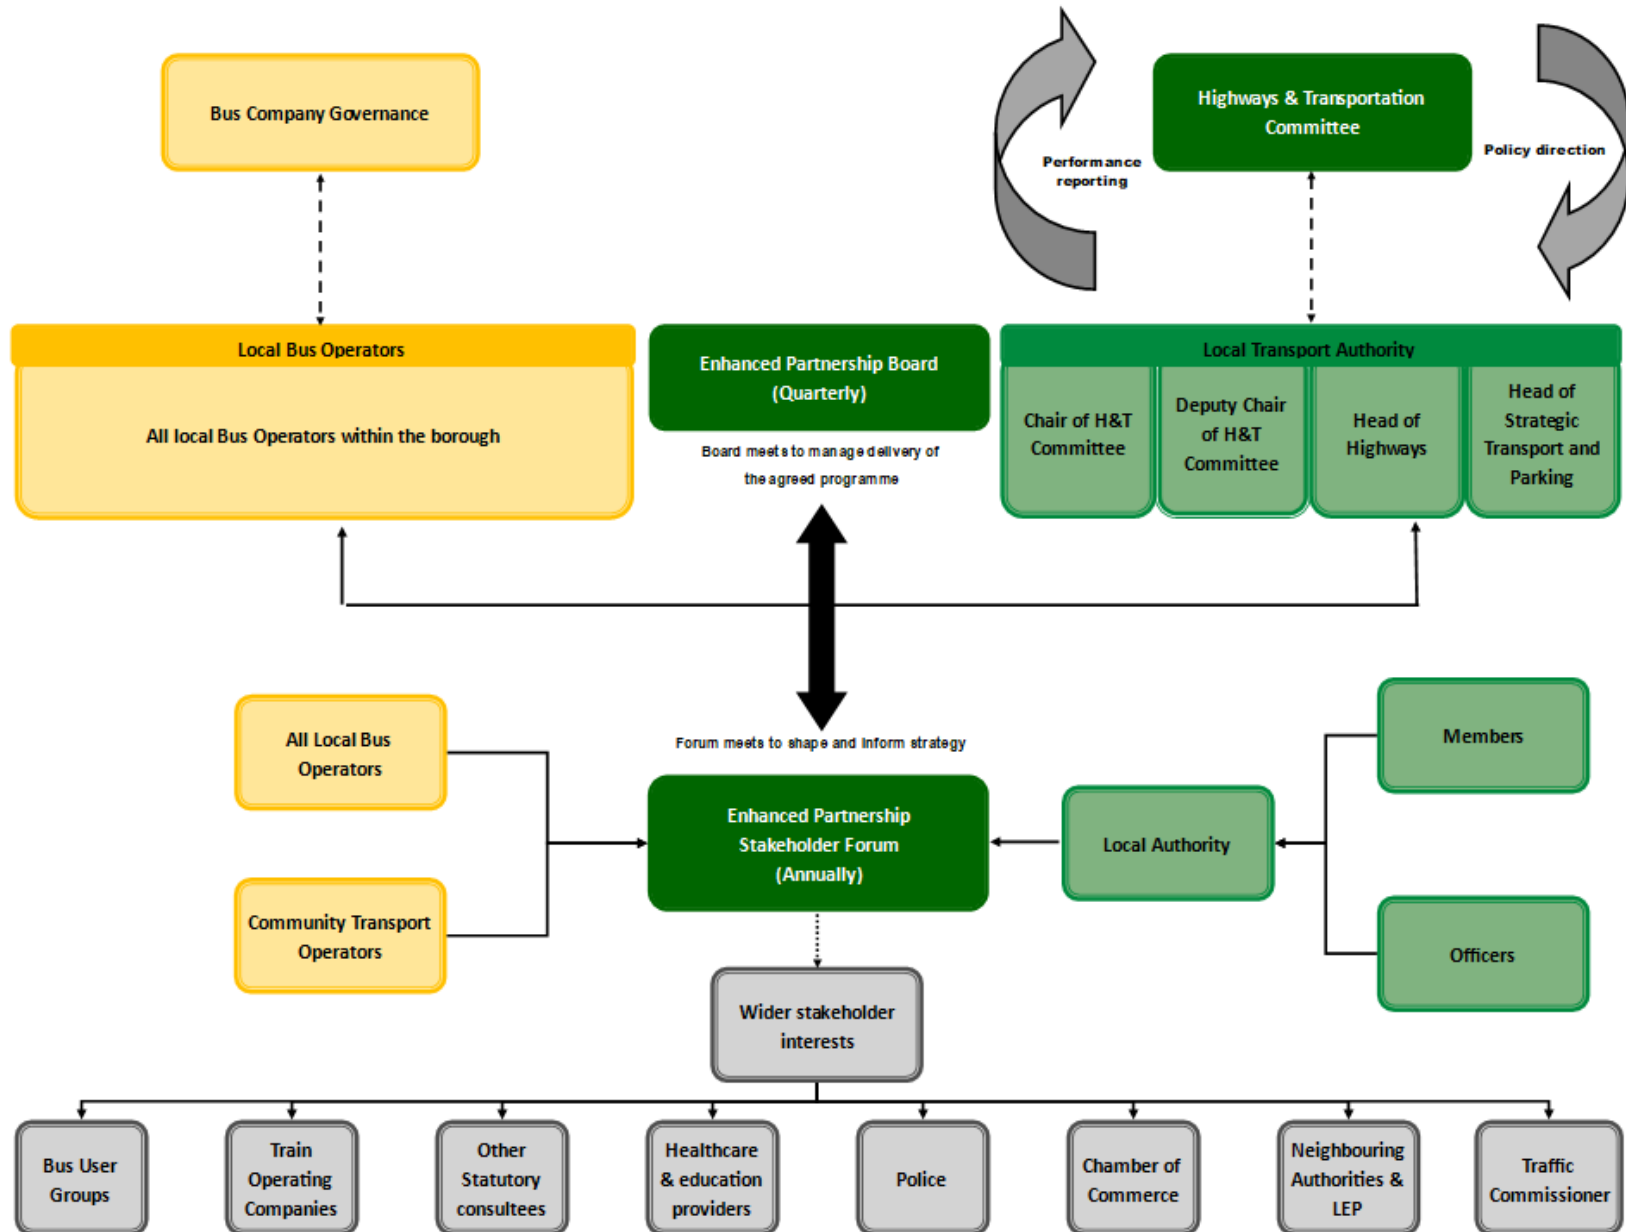 Bus Company Governance
Highways & Transportation
Committee
Performance
reporting
Policy direction
Local Bus Operators
All local Bus Operators within the borough
Enhanced Partnership Board
(Quarterly)
Board meets to manage delivery of
the agreed programme
Local Transport Authority
Chair of H&T
Committee
Deputy Chair
of H&T
Committee
Head of
Highways
Head of
Strategic
Transport and
Parking
Forum meets to shape and inform strategy
All Local Bus
Operators
Community Transport
Operators
Enhanced Partnership
Stakeholder Forum
(Annually)
Local Authority
Members
Officers
Wider stakeholder
interests
Bus User
Groups
Train
Operating
Companies
Other
Statutory
consultees
Healthcare
& education
providers
Police
Chamber of
Commerce
Neighbouring
Authorities &
LEP
Traffic
Commissioner